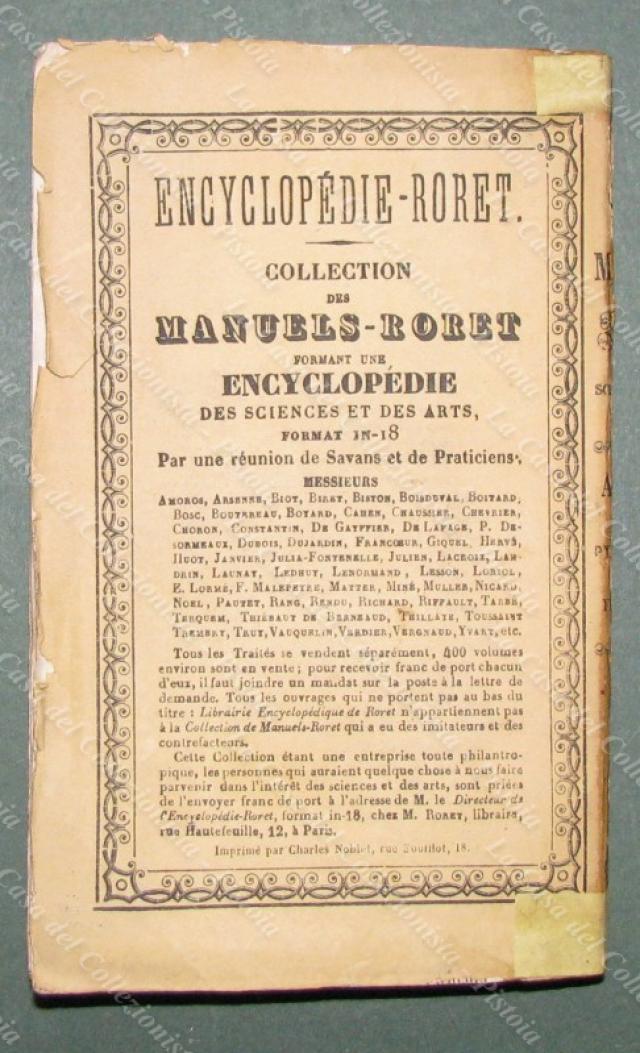 ENCYCLOPÉDIE-RORET.
COLLECTION
DES
MANUELS-RORET
FORMANT UNE
ENCYCLOPÉDIE
DES SCIENCES ET DES ARTS,
FORMAT IN-18
Par une réunion de Savans et de Praticiens,
MESSIEURS
AMOROS, ARSENNE, BIOT, BIRET, BISTON, BOISDUVAL, BOITARD,
BOSC, BOUTEREAU, BOYARD, CAHEN, CHAUSSIER, CHEVRIER,
CHORON, CONSTANTIN, DE GAYFFIER, DE LAFAGE, P. DE-
SORMEAUX, DUBOIS, DUJARDIN, FRANCŒUR, GIQUEL, HERVÉ,
HUOT, JANVIER, JULIA-FONTENELLE, JULIEN, LACROIX, LAN-
DRIN, LAUNAY, LEDHUY, LENORMAND, LESSON, LORIOL,
E. LORMÉ, F. MALEPEYRE, MATTER, MINÉ, MULLER, NICARD,
NOEL, PAUTET, RANG, RENDU, RICHARD, RIFFAULT, TARBÉ,
TERQUEM, THIÉBAUT DE BERNEAUD, THILLAYE, TOUSSAINT
TREMERY, TRUY, VAUQUELIN, VERDIER, VERGNAUD, YVART, etc.
Tous les Traités se vendent séparément, 400 volumes
environ sont en vente; pour recevoir franc de port chacun
d'eux, il faut joindre un mandat sur la poste à la lettre de
demande. Tous les ouvrages qui ne portent pas au bas du
titre : Librairie Encyclopédique de Roret n'appartiennent pas
à la Collection de Manuels-Roret qui a eu des imitateurs et des
contrefacteurs.
Cette Collection étant une entreprise toute philantro-
pique, les personnes qui auraient quelque chose à nous faire
parvenir dans l'intérêt des sciences et des arts, sont priées
de l'envoyer franc de port à l'adresse de M. le Directeur de
l'Encyclopédie-Roret, format in-18, chez M. RORET, libraire,
rue Hautefeuille, 12, à Paris.
Imprimé par Charles Noblet, rue Soufflot, 18.
La Casa del Collezionista - Pistoia